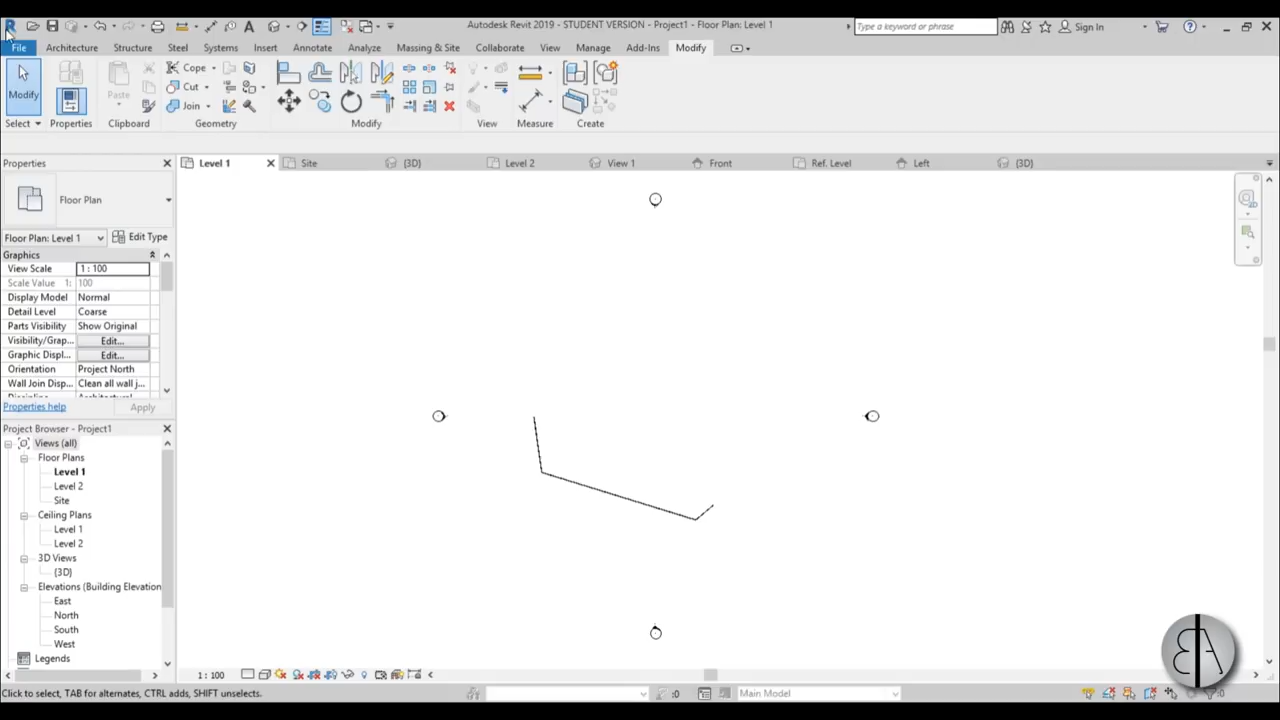 Autodesk Revit 2019 - STUDENT VERSION - Project1 - Floor Plan: Level 1
Type a keyword or phrase
Sign In
File Architecture Structure Steel Systems Insert Annotate Analyze Massing & Site Collaborate View Manage Add-Ins Modify
Modify
Paste
Cope
Cut
Join
Select Properties Clipboard Geometry Modify View Measure Create
Properties
Level 1 Site {3D} Level 2 View 1 Front Ref. Level Left {3D}
Floor Plan
Floor Plan: Level 1 Edit Type
Graphics
View Scale 1 : 100
Scale Value 1: 100
Display Model Normal
Detail Level Coarse
Parts Visibility Show Original
Visibility/Grap... Edit...
Graphic Displ... Edit...
Orientation Project North
Wall Join Disp... Clean all wall j...
Discipline Architectural
Properties help Apply
Project Browser - Project1
Views (all)
Floor Plans
Level 1
Level 2
Site
Ceiling Plans
Level 1
Level 2
3D Views
{3D}
Elevations (Building Elevation
East
North
South
West
Legends
1 : 100
Click to select, TAB for alternates, CTRL adds, SHIFT unselects.
:0
Main Model
:0